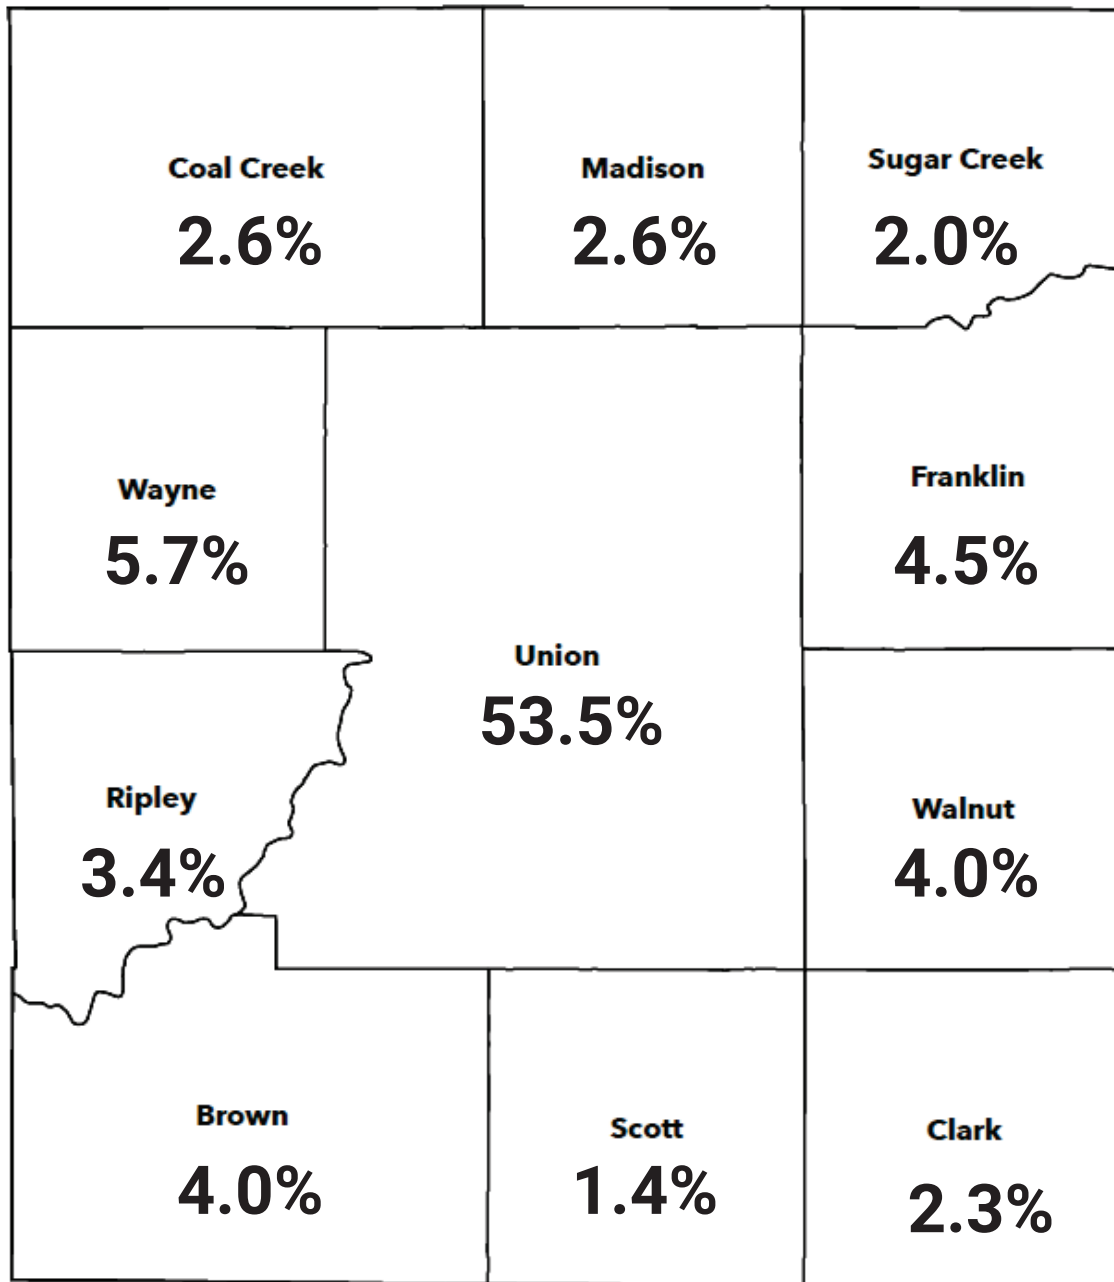 Coal Creek
2.6%
Madison
2.6%
Sugar Creek
2.0%
Wayne
5.7%
Union
53.5%
Franklin
4.5%
Ripley
3.4%
Walnut
4.0%
Brown
4.0%
Scott
1.4%
Clark
2.3%